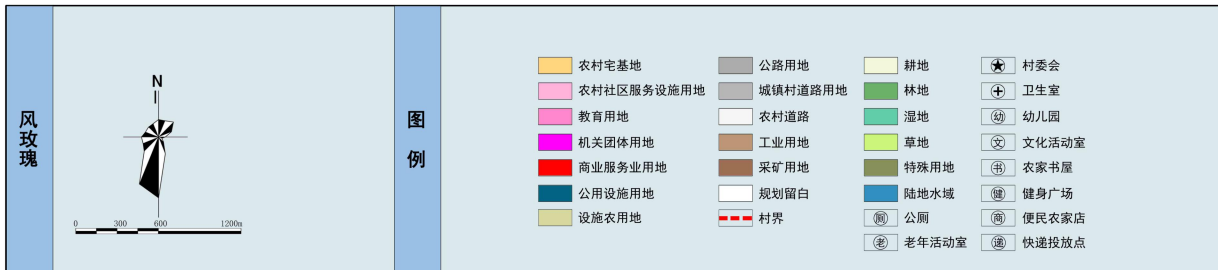 风玫瑰
N
0 300 600 1200m
图例
农村宅基地
农村社区服务设施用地
教育用地
机关团体用地
商业服务业用地
公用设施用地
设施农用地
公路用地
城镇村道路用地
农村道路
工业用地
采矿用地
规划留白
村界
耕地
林地
湿地
草地
特殊用地
陆地水域
厕 公厕
老 老年活动室
村委会
卫生室
幼 幼儿园
文 文化活动室
书 农家书屋
健 健身广场
商 便民农家店
递 快递投放点